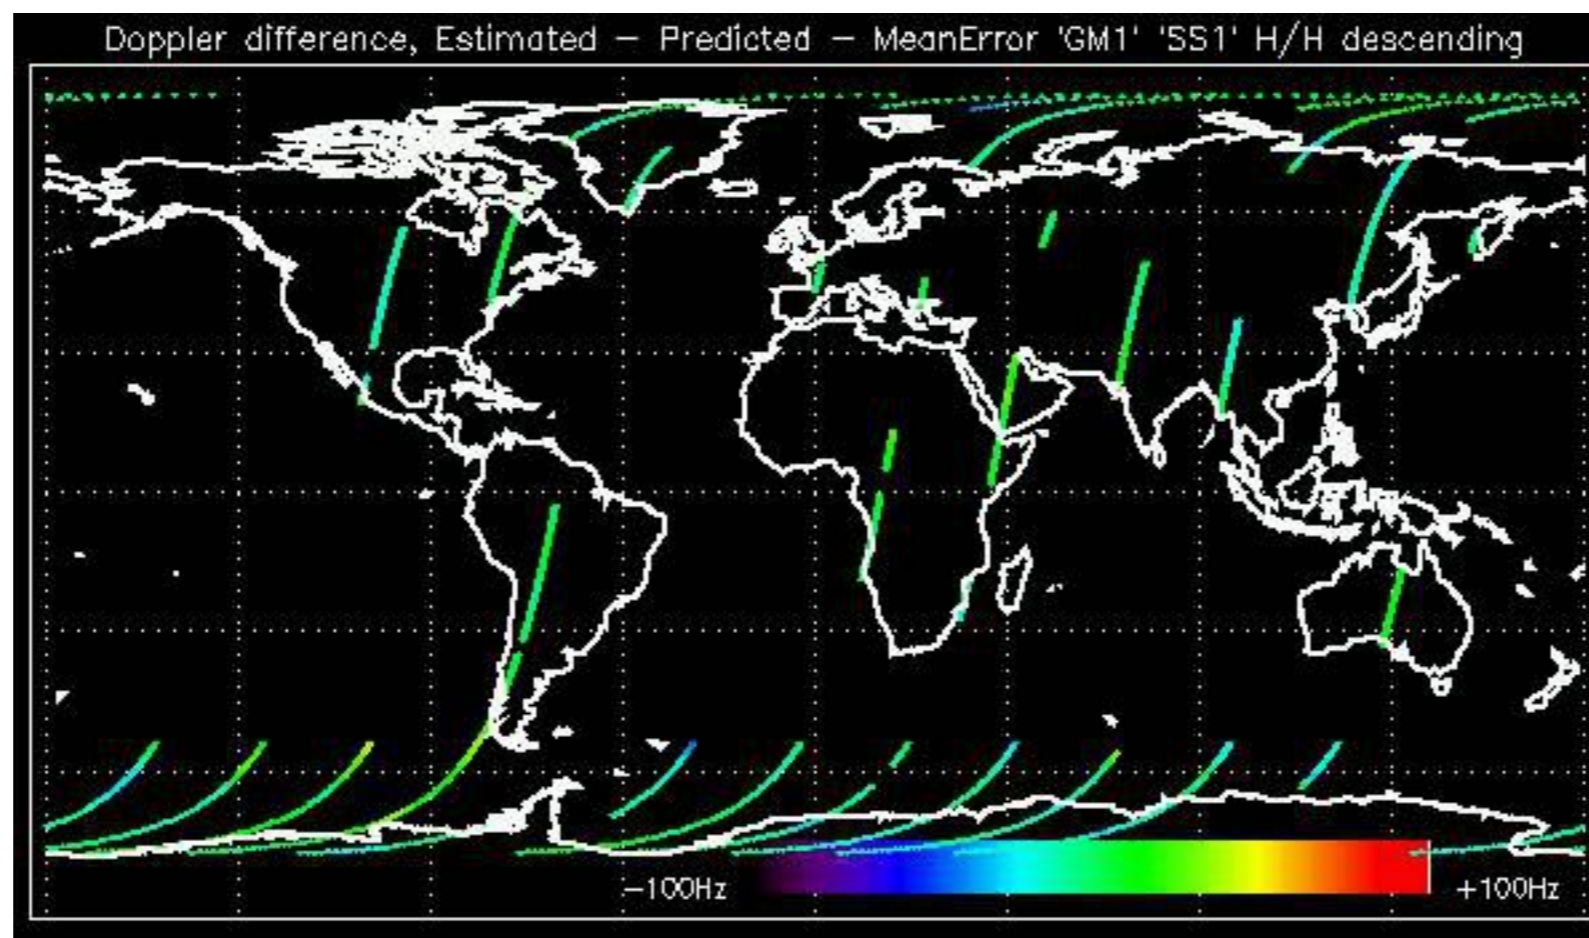 Doppler difference, Estimated — Predicted — MeanError 'GM1' 'SS1' H/H descending
−100Hz
+100Hz